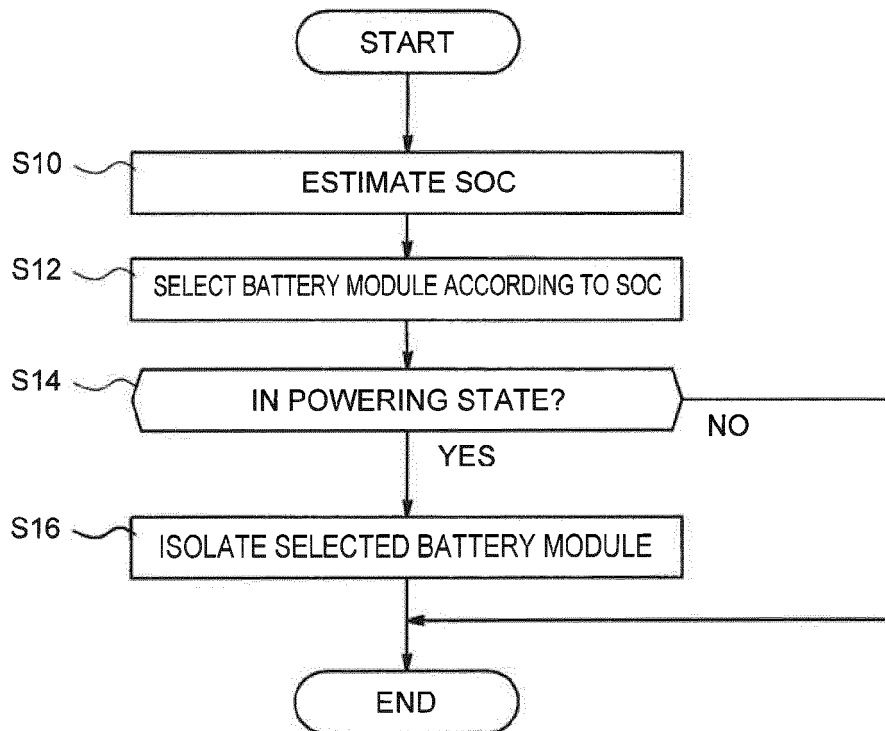 START
S10
ESTIMATE SOC
S12
SELECT BATTERY MODULE ACCORDING TO SOC
S14
IN POWERING STATE?
NO
YES
S16
ISOLATE SELECTED BATTERY MODULE
END